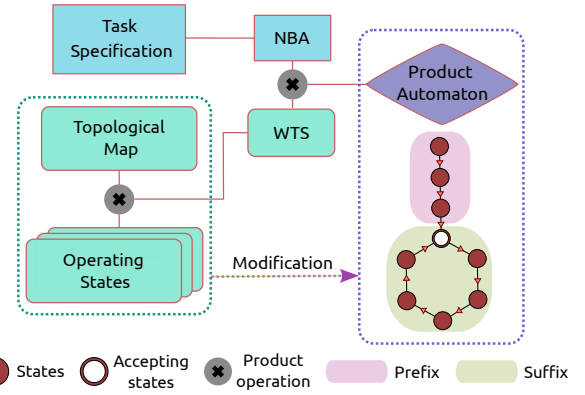 Task
Specification
NBA
Product
Automaton
Topological
Map
WTS
Operating
States
Modification
States
Accepting
states
Product
operation
Prefix
Suffix